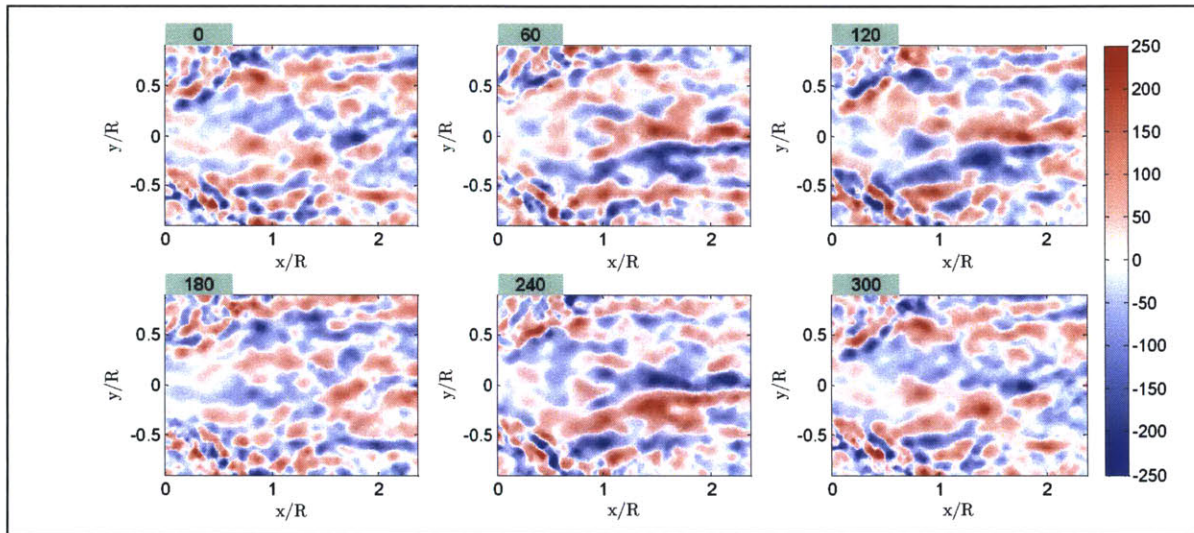 0 60 120
0.5 0.5 0.5 250
y/R 0 y/R 0 y/R 0 200
-0.5 -0.5 -0.5 150
0 1 2 0 1 2 0 1 2 100
x/R x/R x/R 50
180 240 300 0
0.5 0.5 0.5 -50
y/R 0 y/R 0 y/R 0 -100
-0.5 -0.5 -0.5 -150
0 1 2 0 1 2 0 1 2 -200
x/R x/R x/R -250